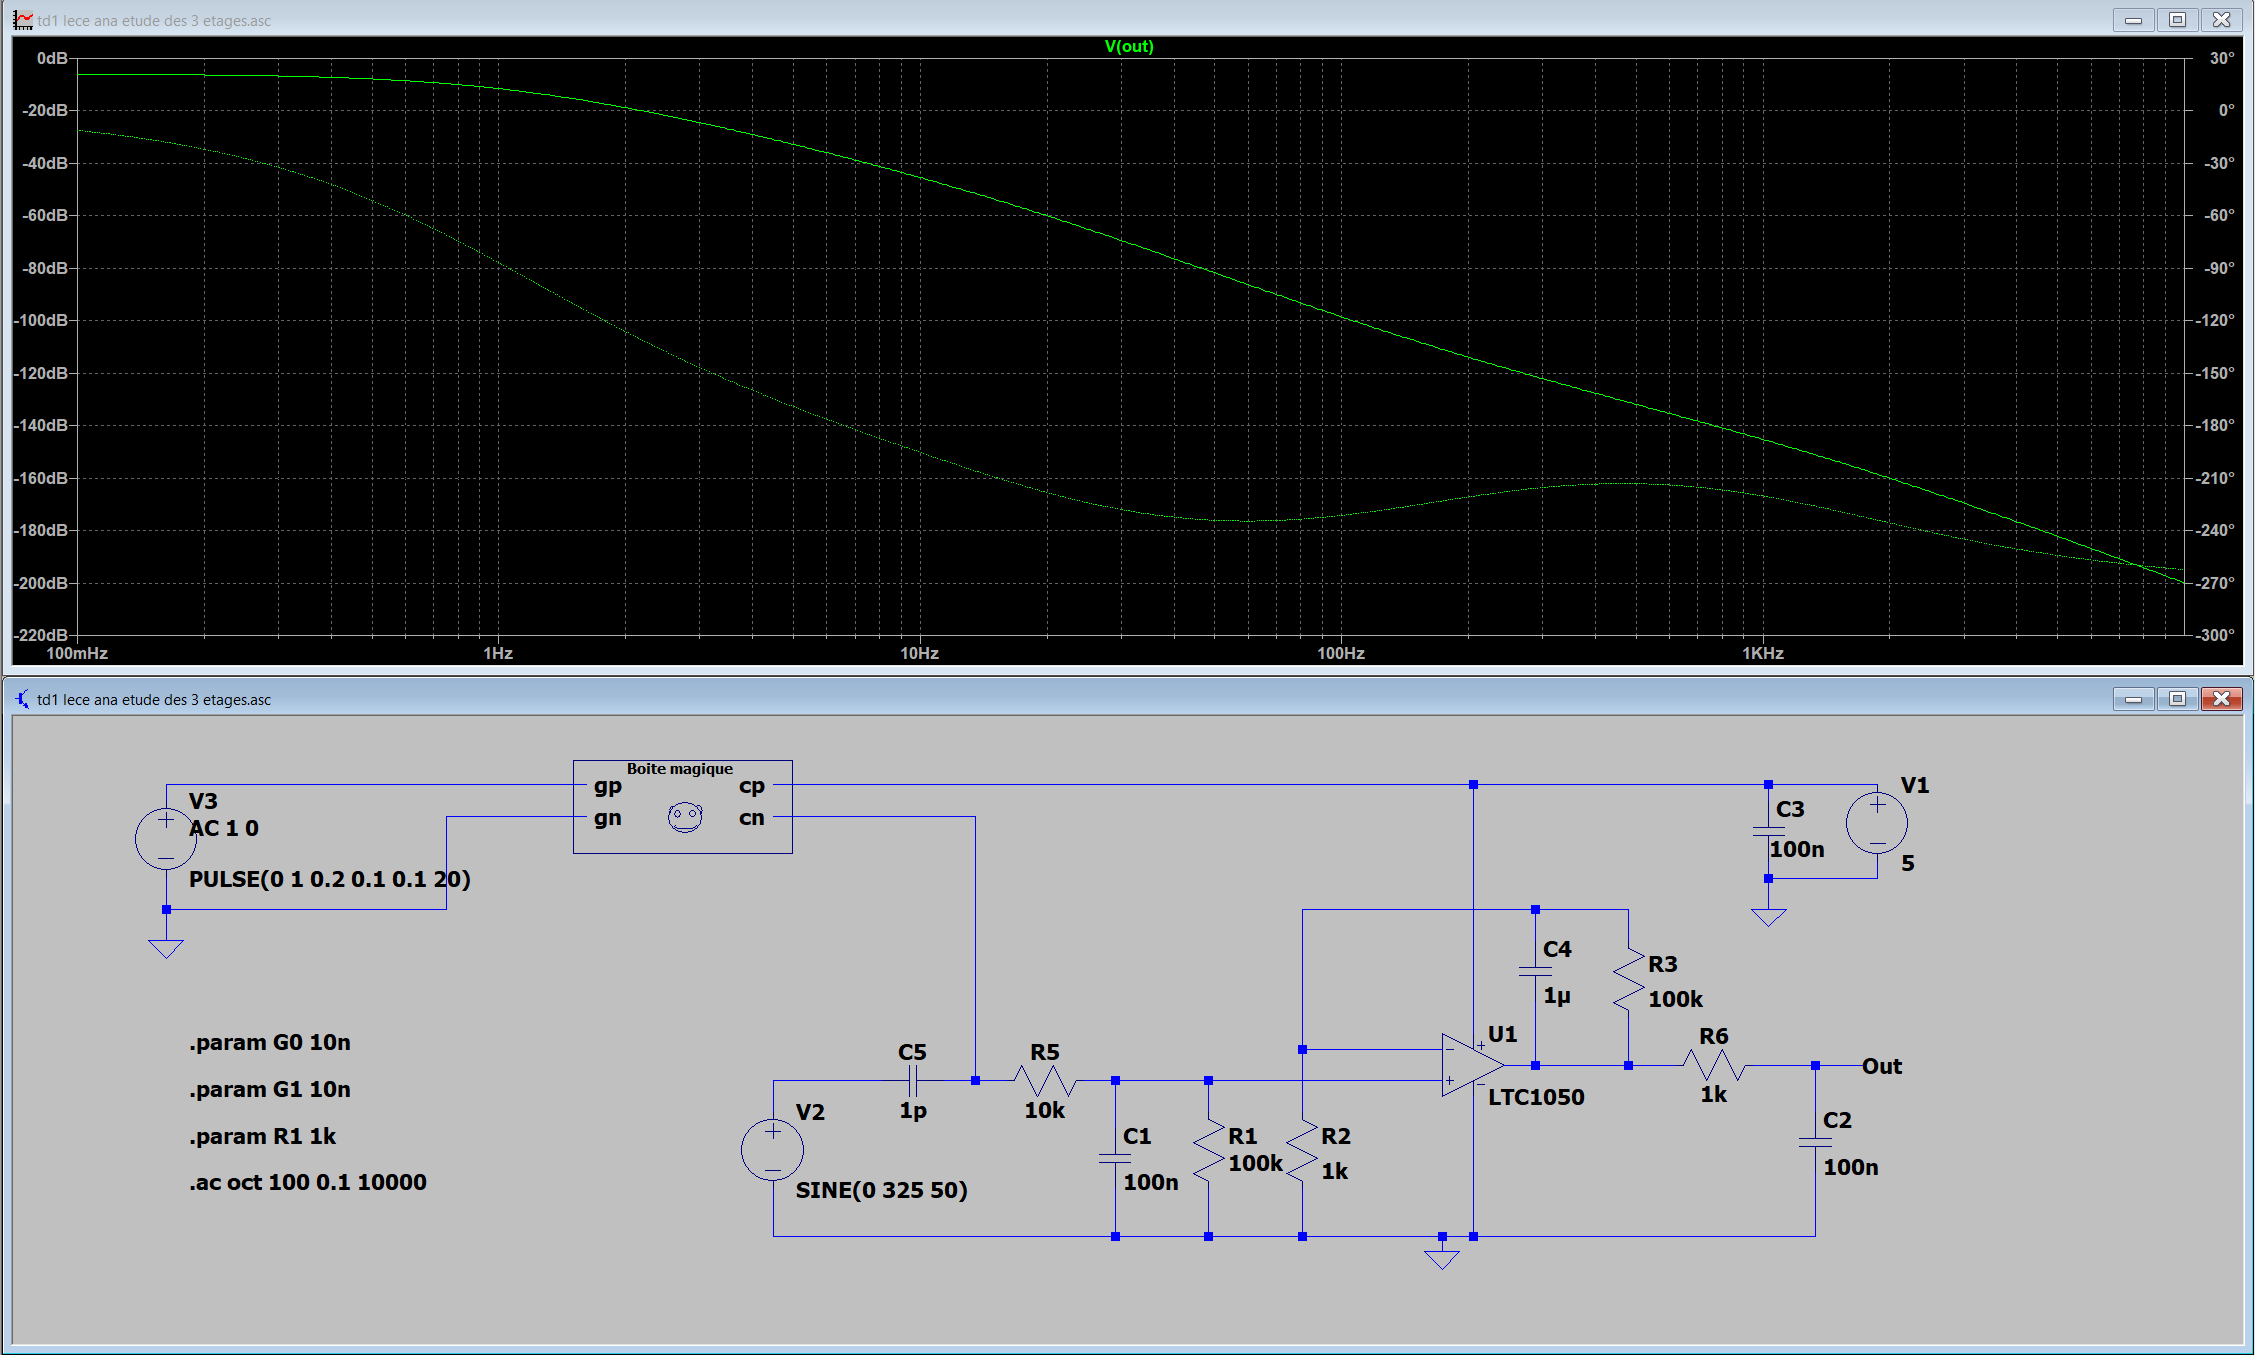 td1 lece ana etude des 3 etages.asc
V(out)
0dB 30°
-20dB 0°
-40dB -30°
-60dB -60°
-80dB -90°
-100dB -120°
-120dB -150°
-140dB -180°
-160dB -210°
-180dB -240°
-200dB -270°
-220dB -300°
100mHz 1Hz 10Hz 100Hz 1KHz
td1 lece ana etude des 3 etages.asc
Boite magique
gp cp
gn cn
V3
AC 1 0
PULSE(0 1 0.2 0.1 0.1 20)
V1
5
C3
100n
C4
1µ
R3
100k
U1
LTC1050
R6
1k
Out
.param G0 10n
.param G1 10n
.param R1 1k
.ac oct 100 0.1 10000
C5
1p
R5
10k
V2
SINE(0 325 50)
C1
100n
R1
100k
R2
1k
C2
100n